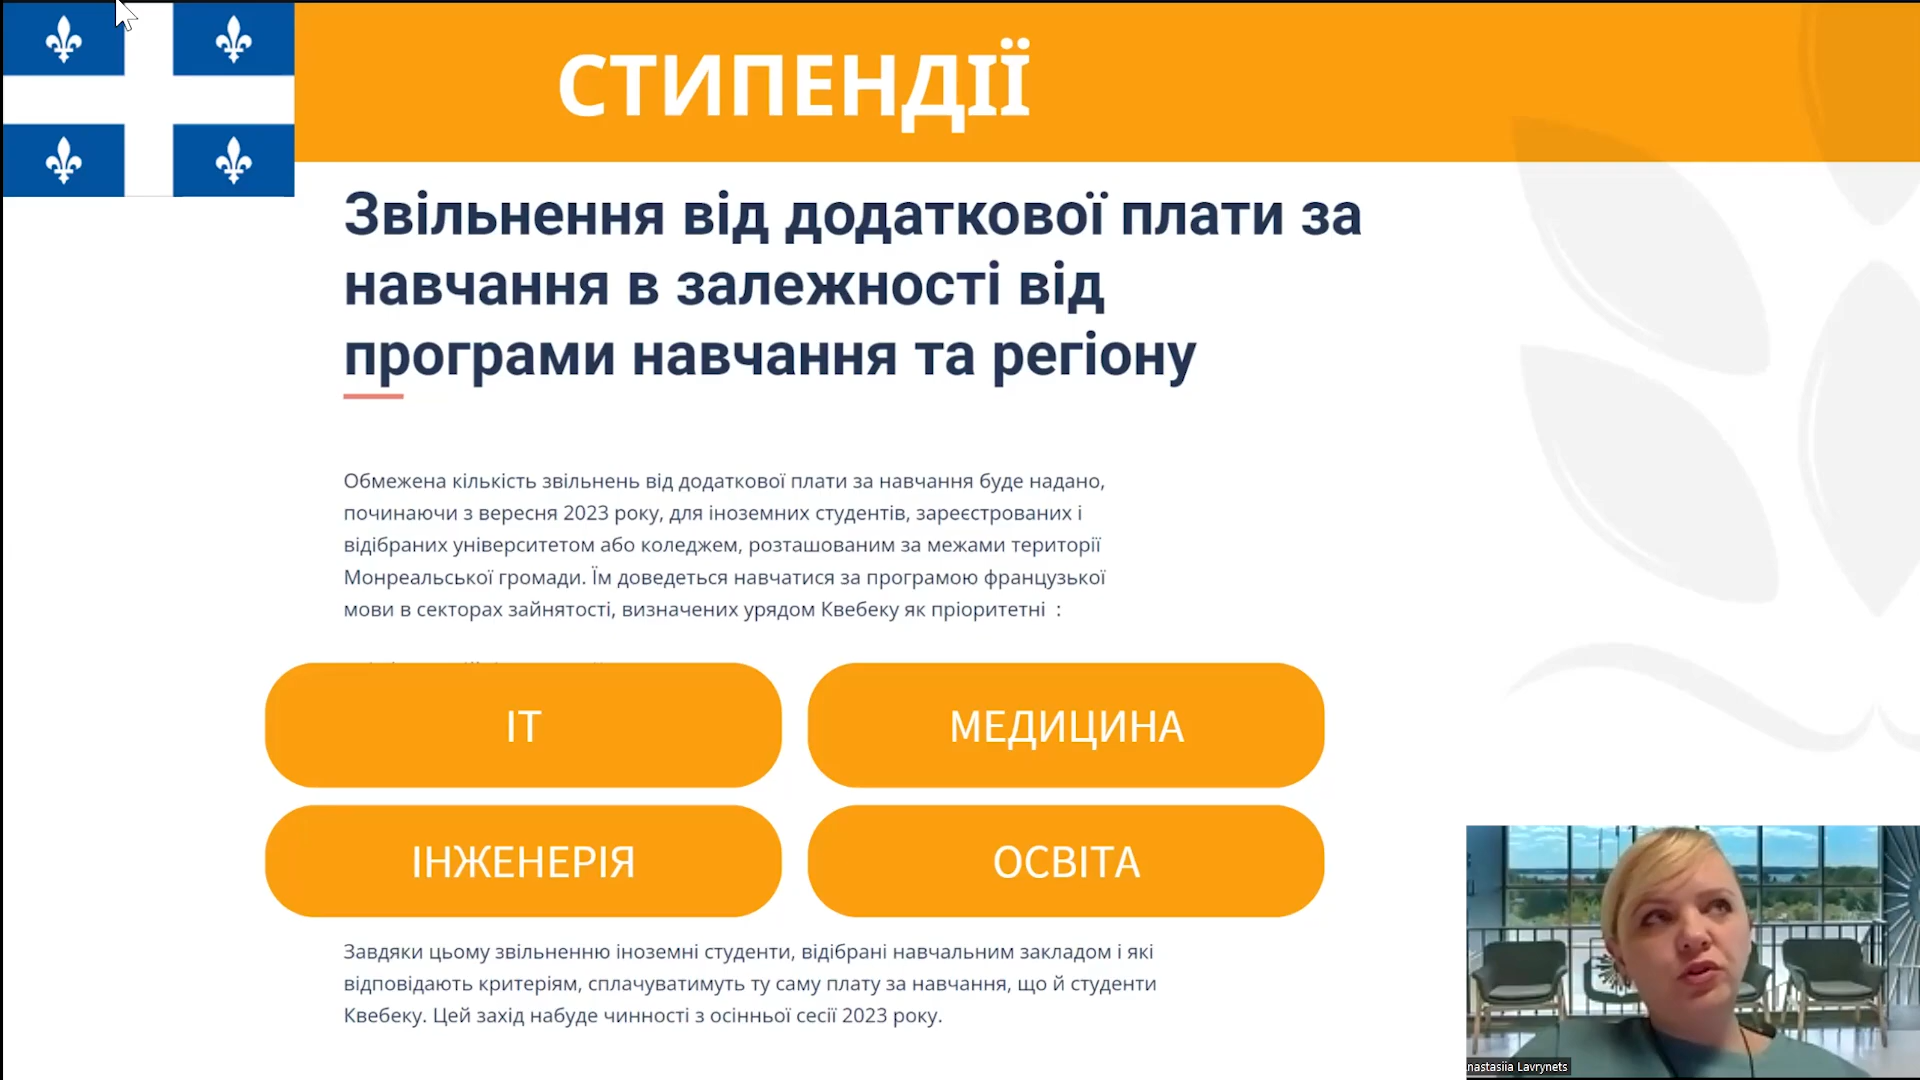 СТИПЕНДІЇ
Звільнення від додаткової плати за
навчання в залежності від
програми навчання та регіону
Обмежена кількість звільнень від додаткової плати за навчання буде надано,
починаючи з вересня 2023 року, для іноземних студентів, зареєстрованих і
відібраних університетом або коледжем, розташованим за межами території
Монреальської громади. Їм доведеться навчатися за програмою французької
мови в секторах зайнятості, визначених урядом Квебеку як пріоритетні :
ІТ
МЕДИЦИНА
ІНЖЕНЕРІЯ
ОСВІТА
Завдяки цьому звільненню іноземні студенти, відібрані навчальним закладом і які
відповідають критеріям, сплачуватимуть ту саму плату за навчання, що й студенти
Квебеку. Цей захід набуде чинності з осінньої сесії 2023 року.
nastasiia Lavrynets